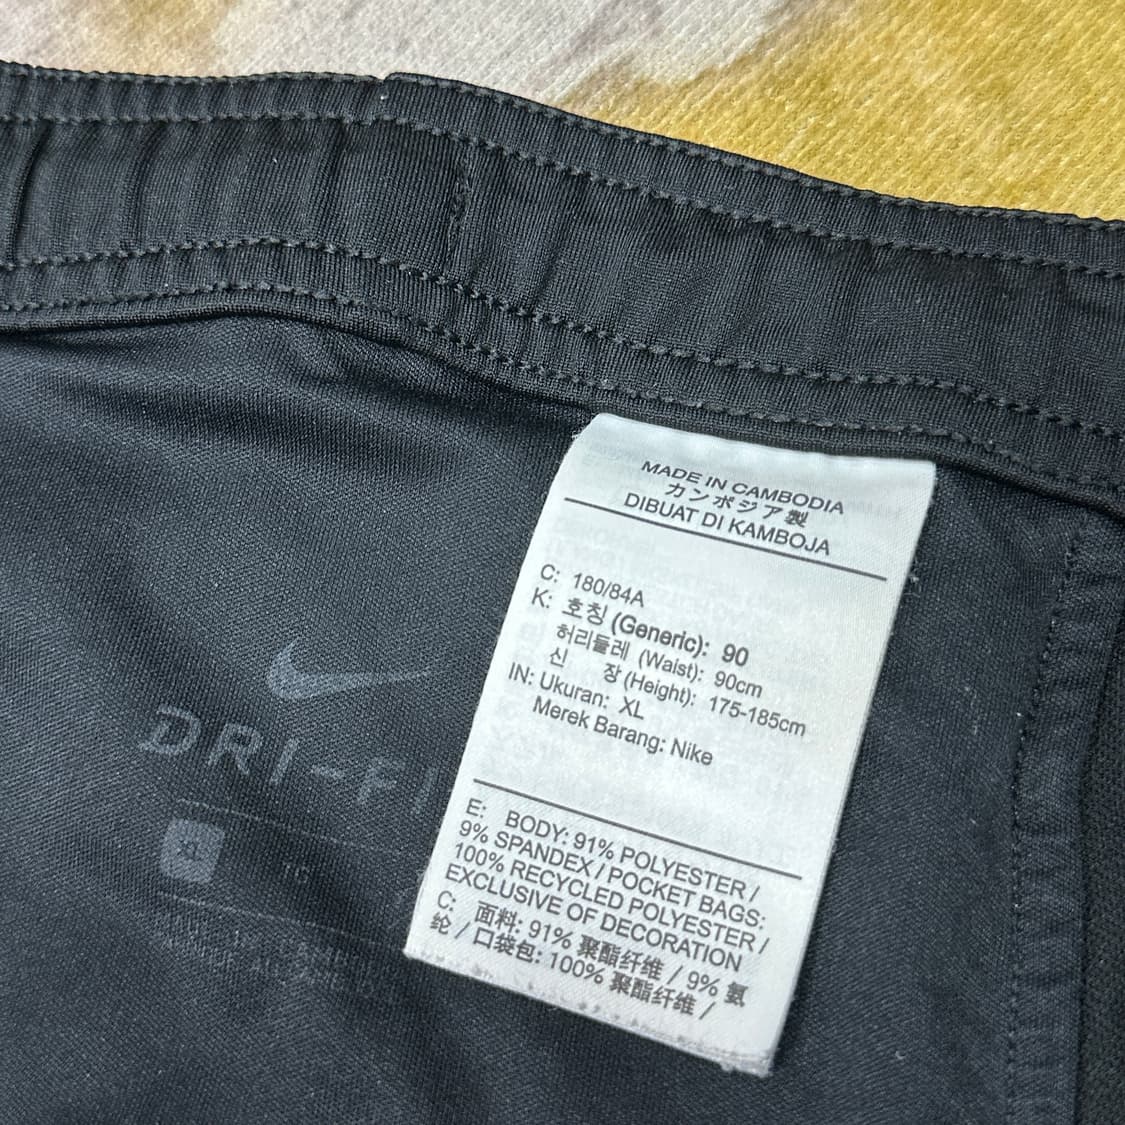 MADE IN CAMBODIA
カンボジア製
DIBUAT DI KAMBOJA
C: 180/84A
K: 호칭 (Generic): 90
허리둘레 (Waist): 90cm
신 장 (Height): 175-185cm
IN: Ukuran: XL
Merek Barang: Nike
E: BODY: 91% POLYESTER /
9% SPANDEX / POCKET BAGS:
100% RECYCLED POLYESTER /
EXCLUSIVE OF DECORATION
C: 面料: 91% 聚酯纤维 / 9% 氨
纶 / 口袋包: 100% 聚酯纤维 /
DRI-FI
XL
TG